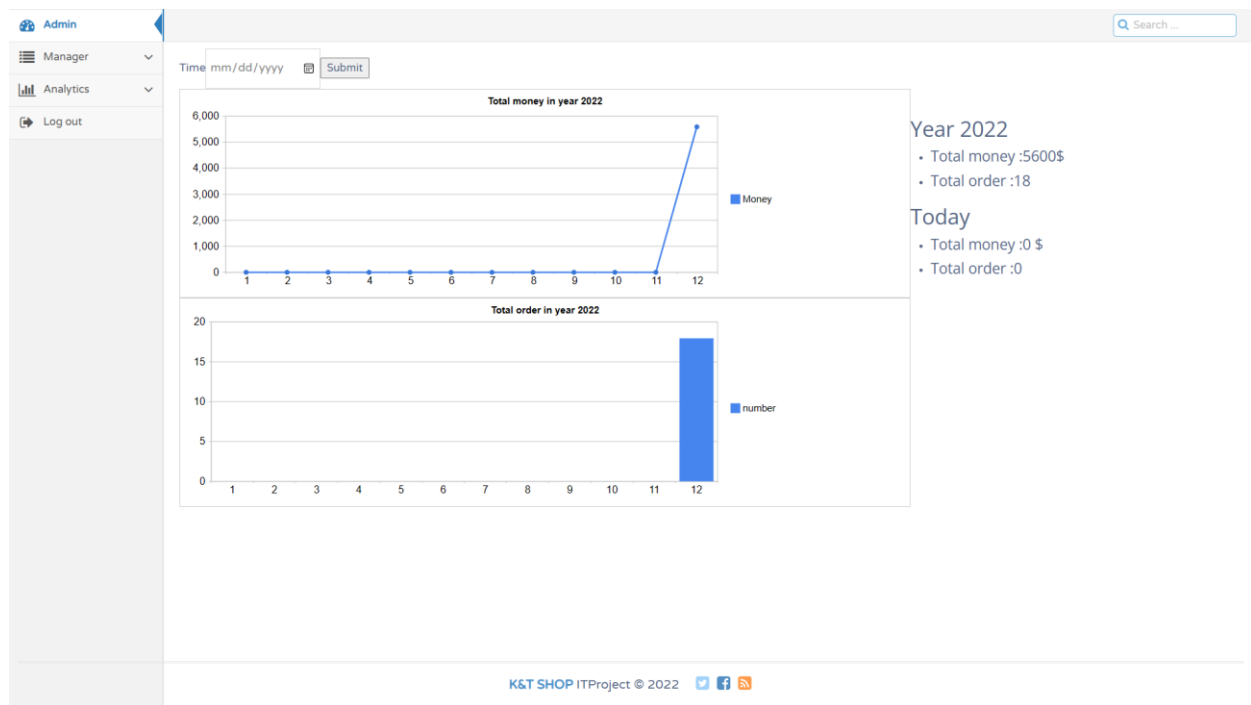 Admin
Search ...
Manager
Analytics
Log out
Time mm/dd/yyyy Submit
Total money in year 2022
6,000
5,000
4,000
3,000
2,000
1,000
0
1 2 3 4 5 6 7 8 9 10 11 12
Money
Total order in year 2022
20
15
10
5
0
1 2 3 4 5 6 7 8 9 10 11 12
number
Year 2022
• Total money :5600$
• Total order :18
Today
• Total money :0 $
• Total order :0
K&T SHOP ITProject © 2022